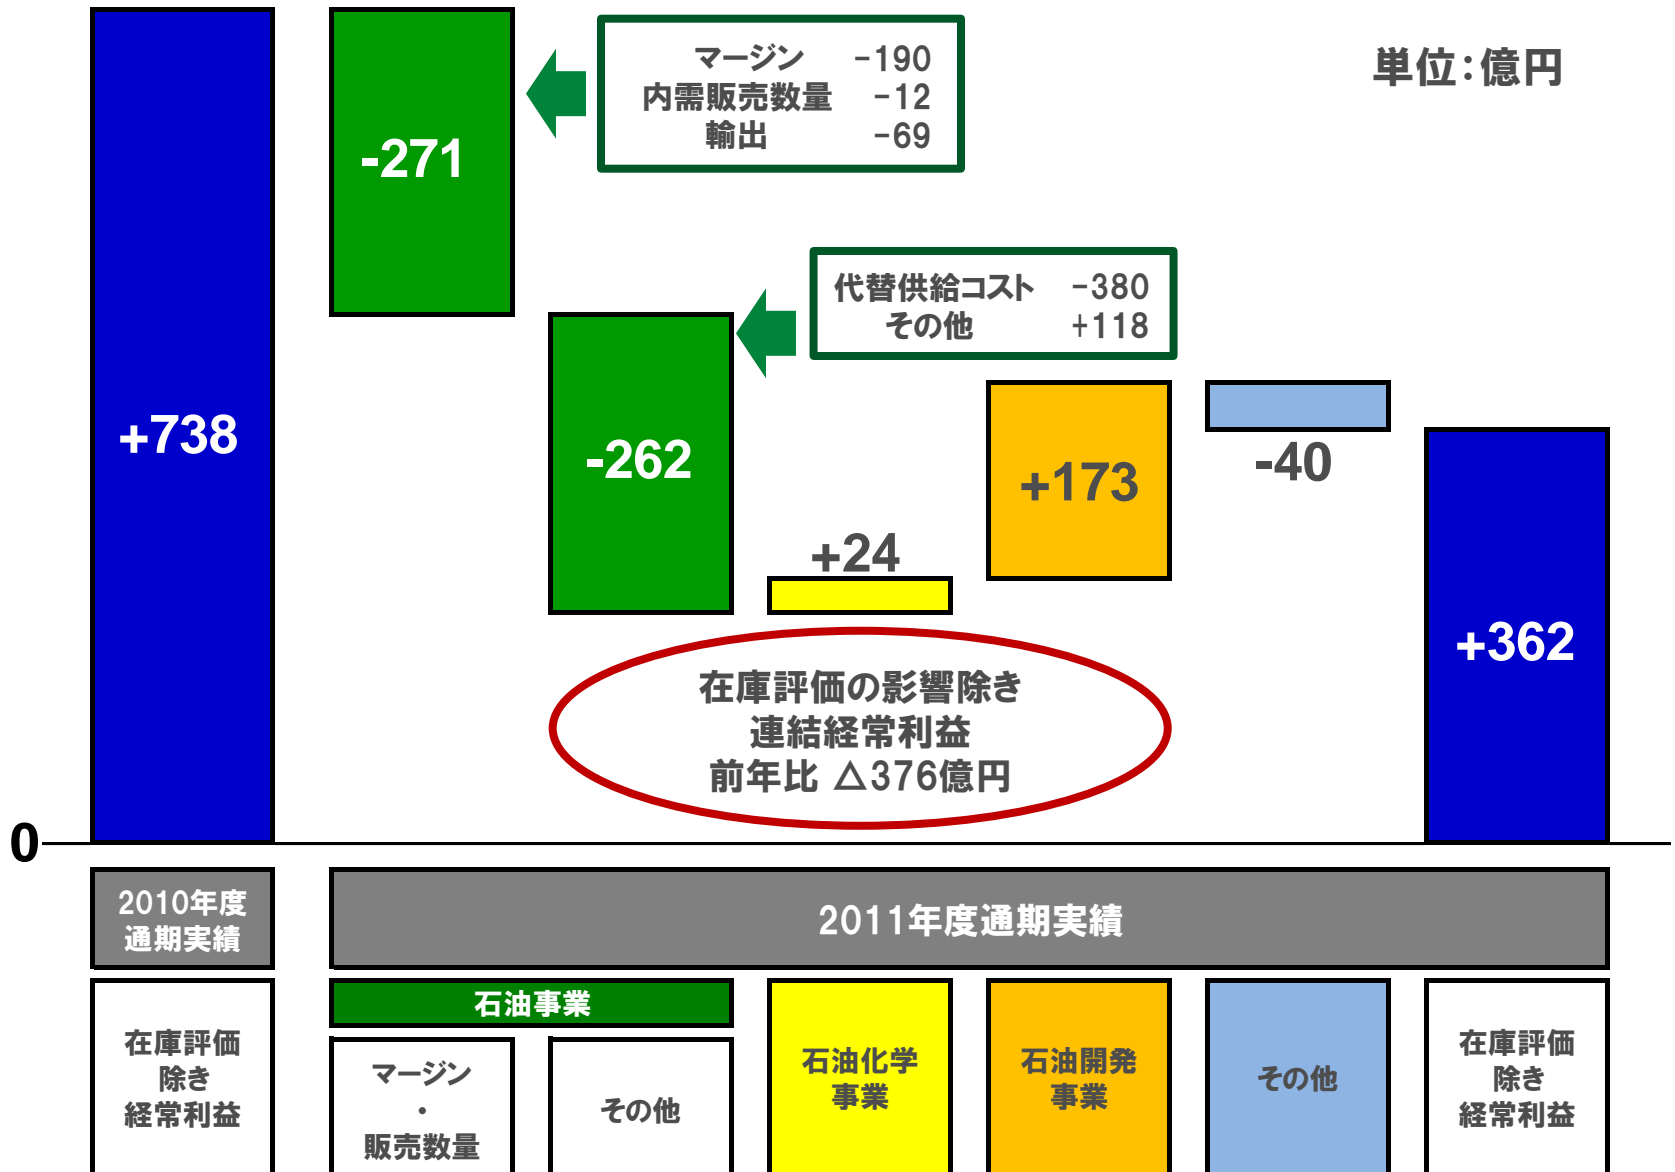 単位:億円
マージン -190
内需販売数量 -12
輸出 -69
-271
代替供給コスト -380
その他 +118
+738
-262
+173
-40
+24
+362
在庫評価の影響除き
連結経常利益
前年比 △376億円
0
2010年度
通期実績
2011年度通期実績
石油事業
在庫評価
除き
経常利益
マージン
・
販売数量
その他
石油化学
事業
石油開発
事業
その他
在庫評価
除き
経常利益